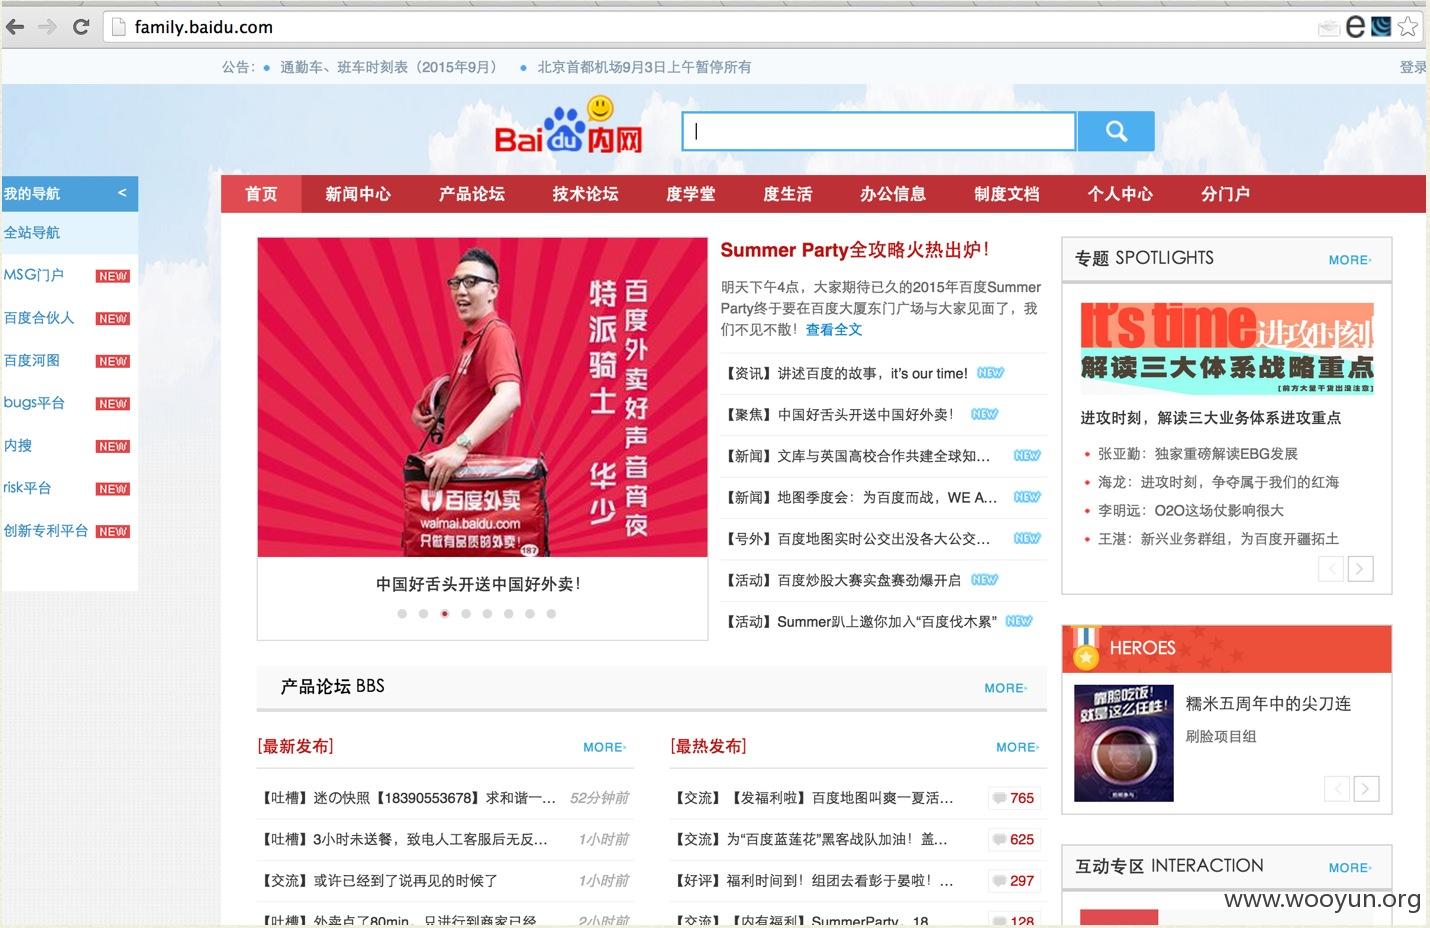 family.baidu.com
公告： 通勤车、班车时刻表（2015年9月） 北京首都机场9月3日上午暂停所有
登录
Bai du 内网
首页 新闻中心 产品论坛 技术论坛 度学堂 度生活 办公信息 制度文档 个人中心 分门户
我的导航 <
全站导航
MSG门户 NEW
百度合伙人 NEW
百度河图 NEW
bugs平台 NEW
内搜 NEW
risk平台 NEW
创新专利平台 NEW
百度外卖好声音宵夜
特派骑士 华少
百度外卖
waimai.baidu.com
只做有品质的外卖！
187
中国好舌头开送中国好外卖！
Summer Party全攻略火热出炉！
明天下午4点，大家期待已久的2015年百度Summer
Party终于要在百度大厦东门广场与大家见面了，我
们不见不散！查看全文
【资讯】讲述百度的故事，it's our time! NEW
【聚焦】中国好舌头开送中国好外卖！ NEW
【新闻】文库与英国高校合作共建全球知... NEW
【新闻】地图季度会：为百度而战，WE A... NEW
【号外】百度地图实时公交出没各大公交... NEW
【活动】百度炒股大赛实盘赛劲爆开启 NEW
【活动】Summer趴上邀你加入“百度伐木累” NEW
专题 SPOTLIGHTS MORE
It's time 进攻时刻
解读三大体系战略重点
[前方大量干货出没注意]
进攻时刻，解读三大业务体系进攻重点
张亚勤：独家重磅解读EBG发展
海龙：进攻时刻，争夺属于我们的红海
李明远：O2O这场仗影响很大
王湛：新兴业务群组，为百度开疆拓土
HEROES
靠脸吃饭！
就是这么任性！
糯米五周年中的尖刀连
刷脸项目组
产品论坛 BBS MORE
[最新发布] MORE
【吐槽】迷の快照【18390553678】求和谐一... 52分钟前
【吐槽】3小时未送餐，致电人工客服后无反... 1小时前
【交流】或许已经到了说再见的时候了 1小时前
【吐槽】外卖点了80min，只进行到商家已经 2小时前
[最热发布] MORE
【交流】【发福利啦】百度地图叫爽一夏活... 765
【交流】为“百度蓝莲花”黑客战队加油！盖... 625
【好评】福利时间到！组团去看彭于晏啦！... 297
【交流】【内有福利】SummerParty，18 128
互动专区 INTERACTION MORE
www.wooyun.org